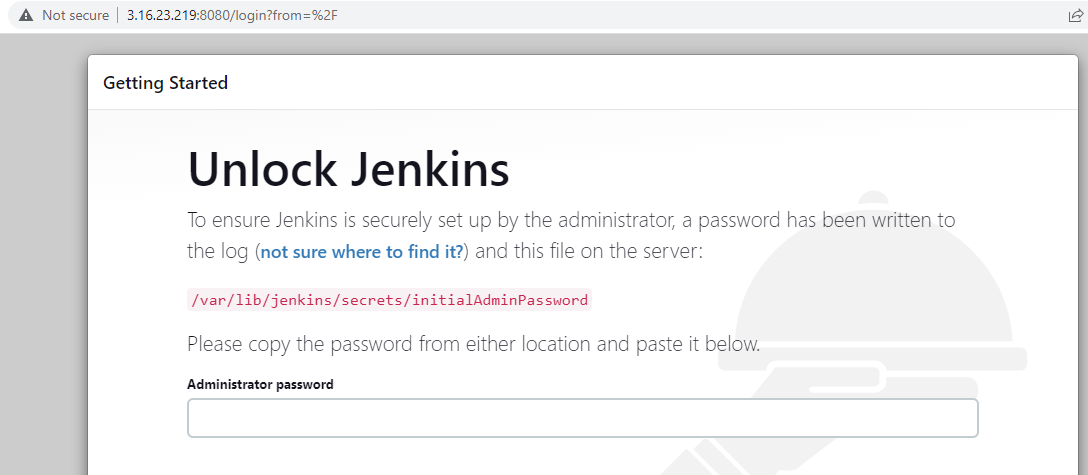 Not secure | 3.16.23.219:8080/login?from=%2F
Getting Started
Unlock Jenkins
To ensure Jenkins is securely set up by the administrator, a password has been written to
the log (not sure where to find it?) and this file on the server:
/var/lib/jenkins/secrets/initialAdminPassword
Please copy the password from either location and paste it below.
Administrator password